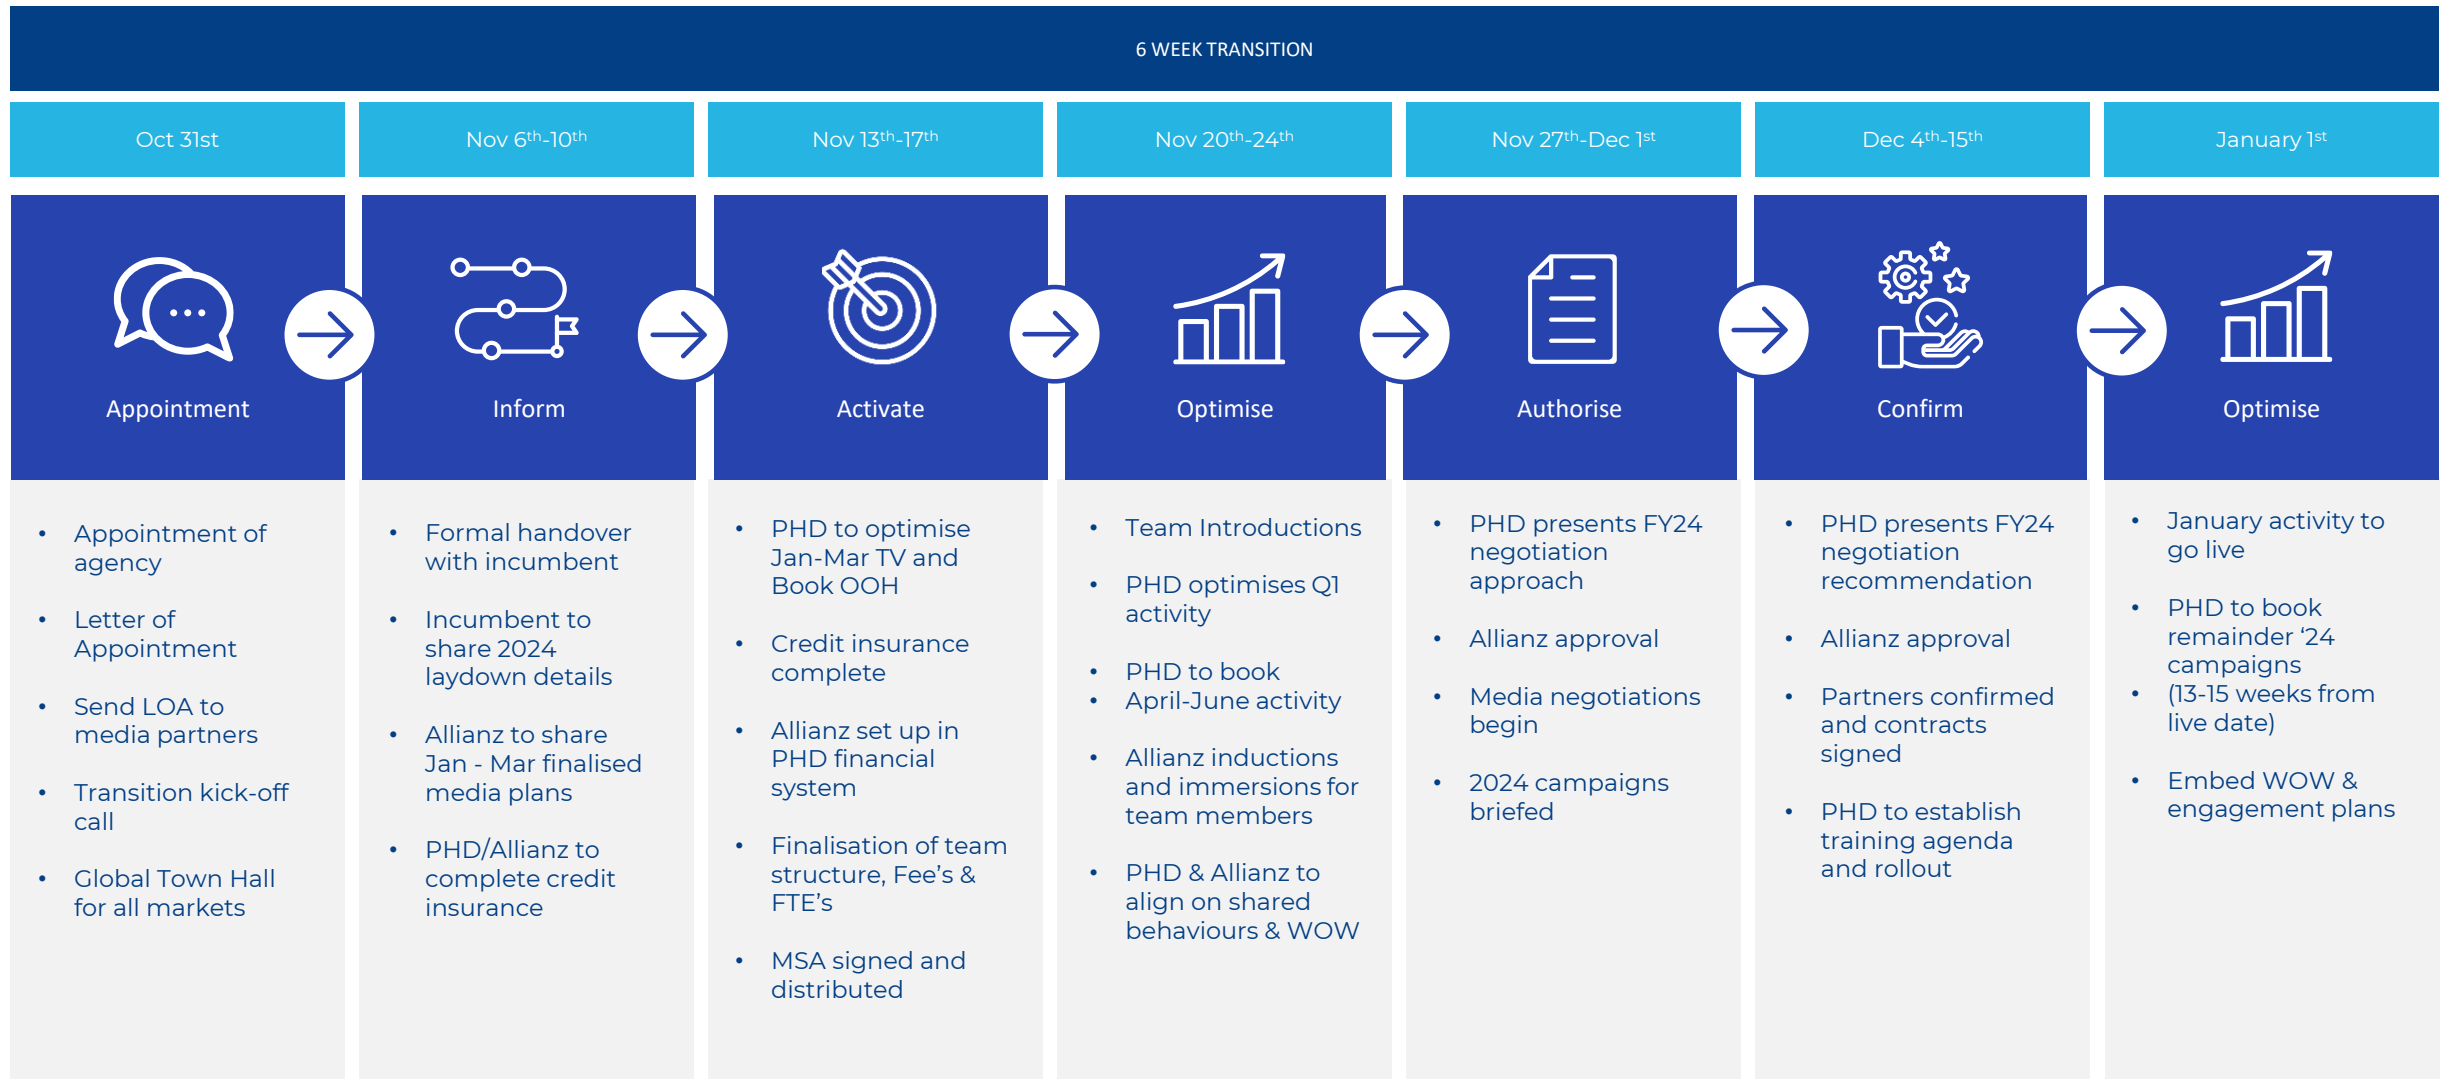 6 WEEK TRANSITION
Oct 31st
Nov 6th-10th
Nov 13th-17th
Nov 20th-24th
Nov 27th-Dec 1st
Dec 4th-15th
January 1st
Appointment
Inform
Activate
Optimise
Authorise
Confirm
Optimise
• Appointment of
agency
• Letter of
Appointment
• Send LOA to
media partners
• Transition kick-off
call
• Global Town Hall
for all markets
• Formal handover
with incumbent
• Incumbent to
share 2024
laydown details
• Allianz to share
Jan - Mar finalised
media plans
• PHD/Allianz to
complete credit
insurance
• PHD to optimise
Jan-Mar TV and
Book OOH
• Credit insurance
complete
• Allianz set up in
PHD financial
system
• Finalisation of team
structure, Fee's &
FTE's
• MSA signed and
distributed
• Team Introductions
• PHD optimises Q1
activity
• PHD to book
• April-June activity
• Allianz inductions
and immersions for
team members
• PHD & Allianz to
align on shared
behaviours & WOW
• PHD presents FY24
negotiation
approach
• Allianz approval
• Media negotiations
begin
• 2024 campaigns
briefed
• PHD presents FY24
negotiation
recommendation
• Allianz approval
• Partners confirmed
and contracts
signed
• PHD to establish
training agenda
and rollout
• January activity to
go live
• PHD to book
remainder ‘24
campaigns
• (13-15 weeks from
live date)
• Embed WOW &
engagement plans